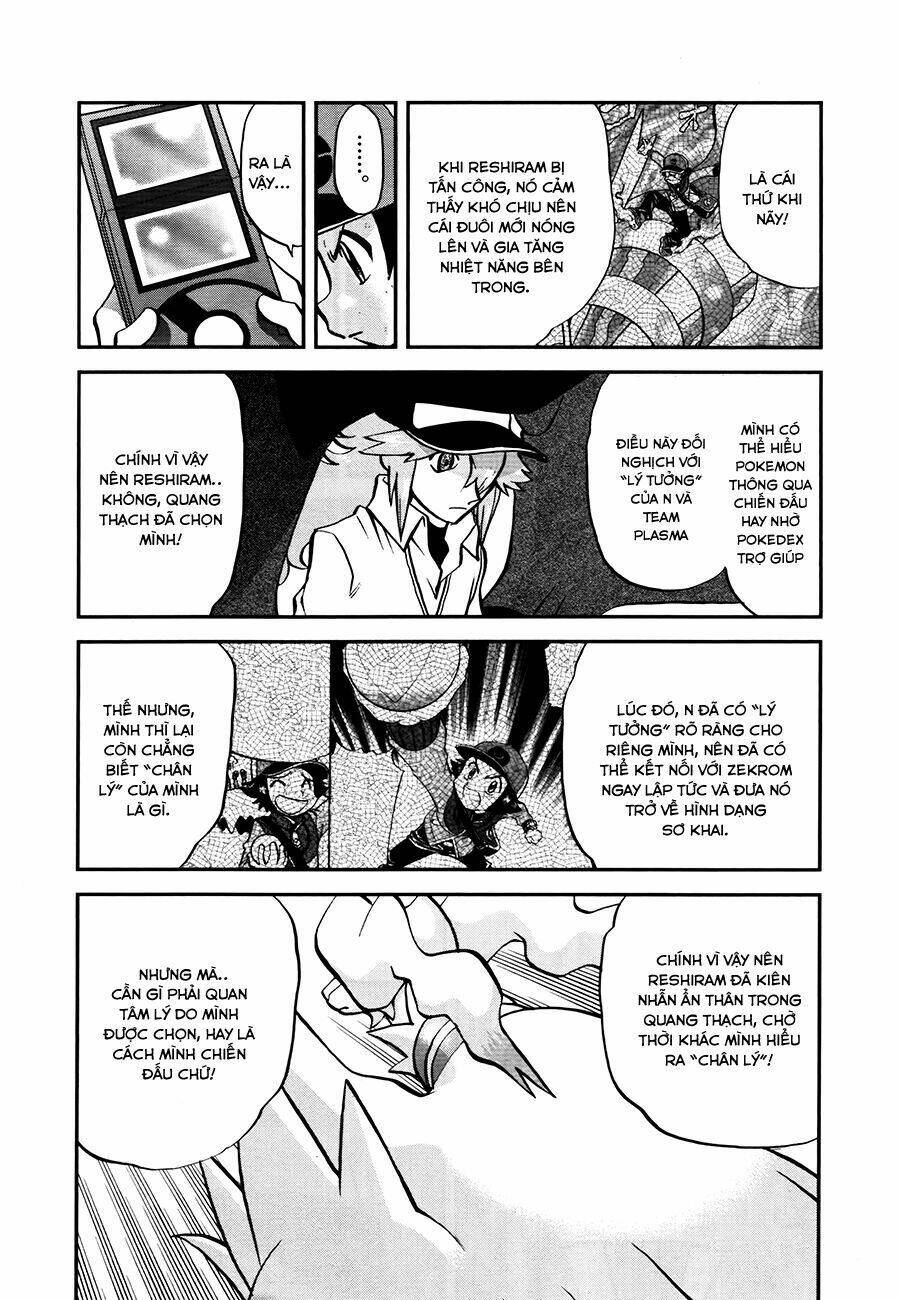 LÀ CÁI
THỨ KHI
NÃY!
KHI RESHIRAM BỊ
TẤN CÔNG, NÓ CẢM
THẤY KHÓ CHỊU NÊN
CÁI ĐUÔI MỚI NÓNG
LÊN VÀ GIA TĂNG
NHIỆT NĂNG BÊN
TRONG.
.......
RA LÀ
VẬY...
MÌNH CÓ
THỂ HIỂU
POKEMON
THÔNG QUA
CHIẾN ĐẤU
HAY NHỜ
POKEDEX
TRỢ GIÚP
ĐIỀU NÀY ĐỐI
NGHỊCH VỚI
"LÝ TƯỞNG"
CỦA N VÀ
TEAM
PLASMA
CHÍNH VÌ VẬY
NÊN RESHIRAM..
KHÔNG, QUANG
THẠCH ĐÃ CHỌN
MÌNH!
LÚC ĐÓ, N ĐÃ CÓ "LÝ
TƯỞNG" RÕ RÀNG CHO
RIÊNG MÌNH, NÊN ĐÃ CÓ
THỂ KẾT NỐI VỚI ZEKROM
NGAY LẬP TỨC VÀ ĐƯA NÓ
TRỞ VỀ HÌNH DẠNG
SƠ KHAI.
THẾ NHƯNG,
MÌNH THÌ LẠI
CÒN CHẲNG
BIẾT "CHÂN
LÝ" CỦA MÌNH
LÀ GÌ.
CHÍNH VÌ VẬY NÊN
RESHIRAM ĐÃ KIÊN
NHẪN ẨN THÂN TRONG
QUANG THẠCH, CHỜ
THỜI KHẮC MÌNH HIỂU
RA "CHÂN LÝ"!
NHƯNG MÀ..
CẦN GÌ PHẢI QUAN
TÂM LÝ DO MÌNH
ĐƯỢC CHỌN, HAY LÀ
CÁCH MÌNH CHIẾN
ĐẤU CHỨ!